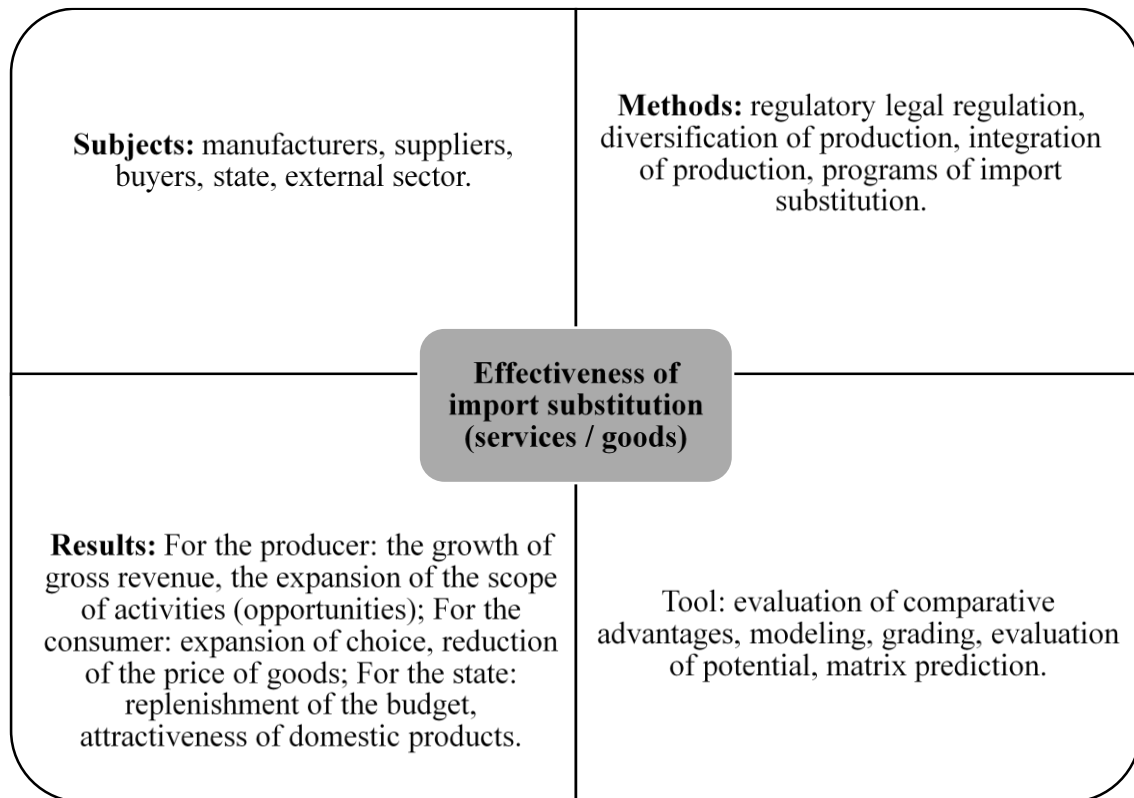 Subjects: manufacturers, suppliers,
buyers, state, external sector.
Methods: regulatory legal regulation,
diversification of production, integration
of production, programs of import
substitution.
Effectiveness of
import substitution
(services / goods)
Results: For the producer: the growth of
gross revenue, the expansion of the scope
of activities (opportunities); For the
consumer: expansion of choice, reduction
of the price of goods; For the state:
replenishment of the budget,
attractiveness of domestic products.
Tool: evaluation of comparative
advantages, modeling, grading, evaluation
of potential, matrix prediction.